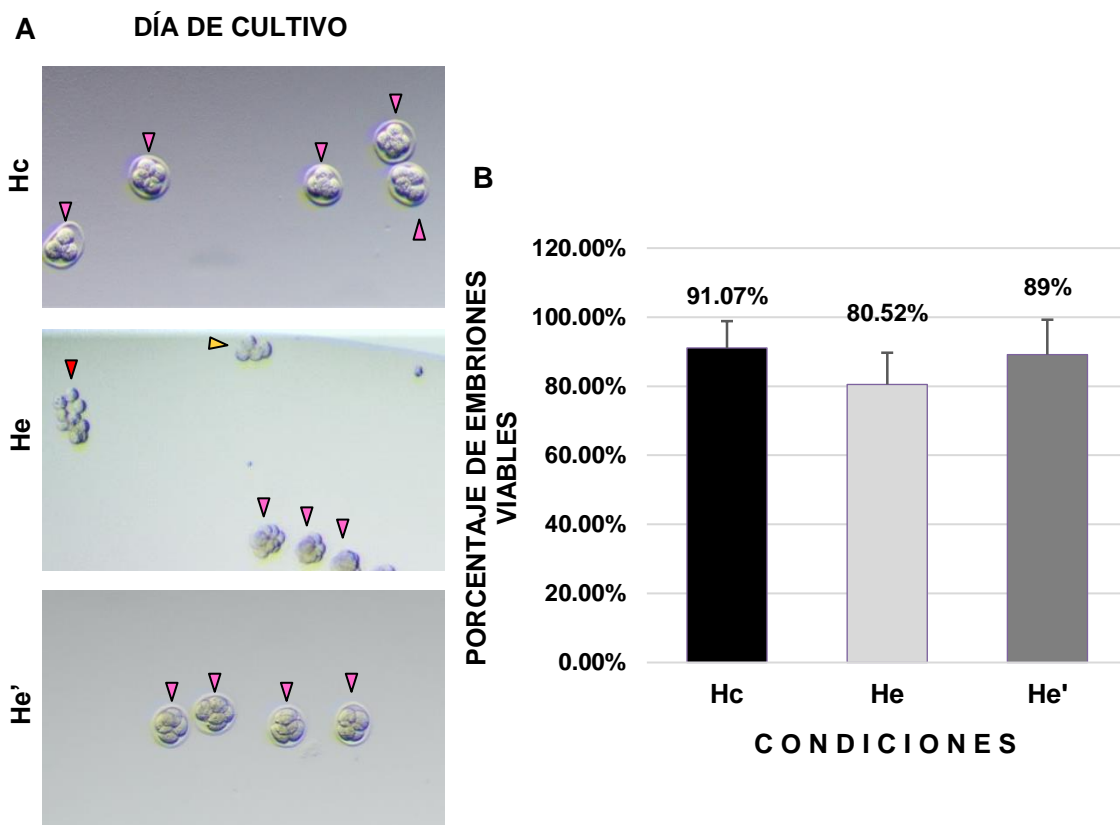 A
DÍA DE CULTIVO
Hc
He
He’
B
PORCENTAJE DE EMBRIONES
VIABLES
120.00%
100.00%
80.00%
60.00%
40.00%
20.00%
0.00%
91.07%
80.52%
89%
Hc
He
He'
C O N D I C I O N E S